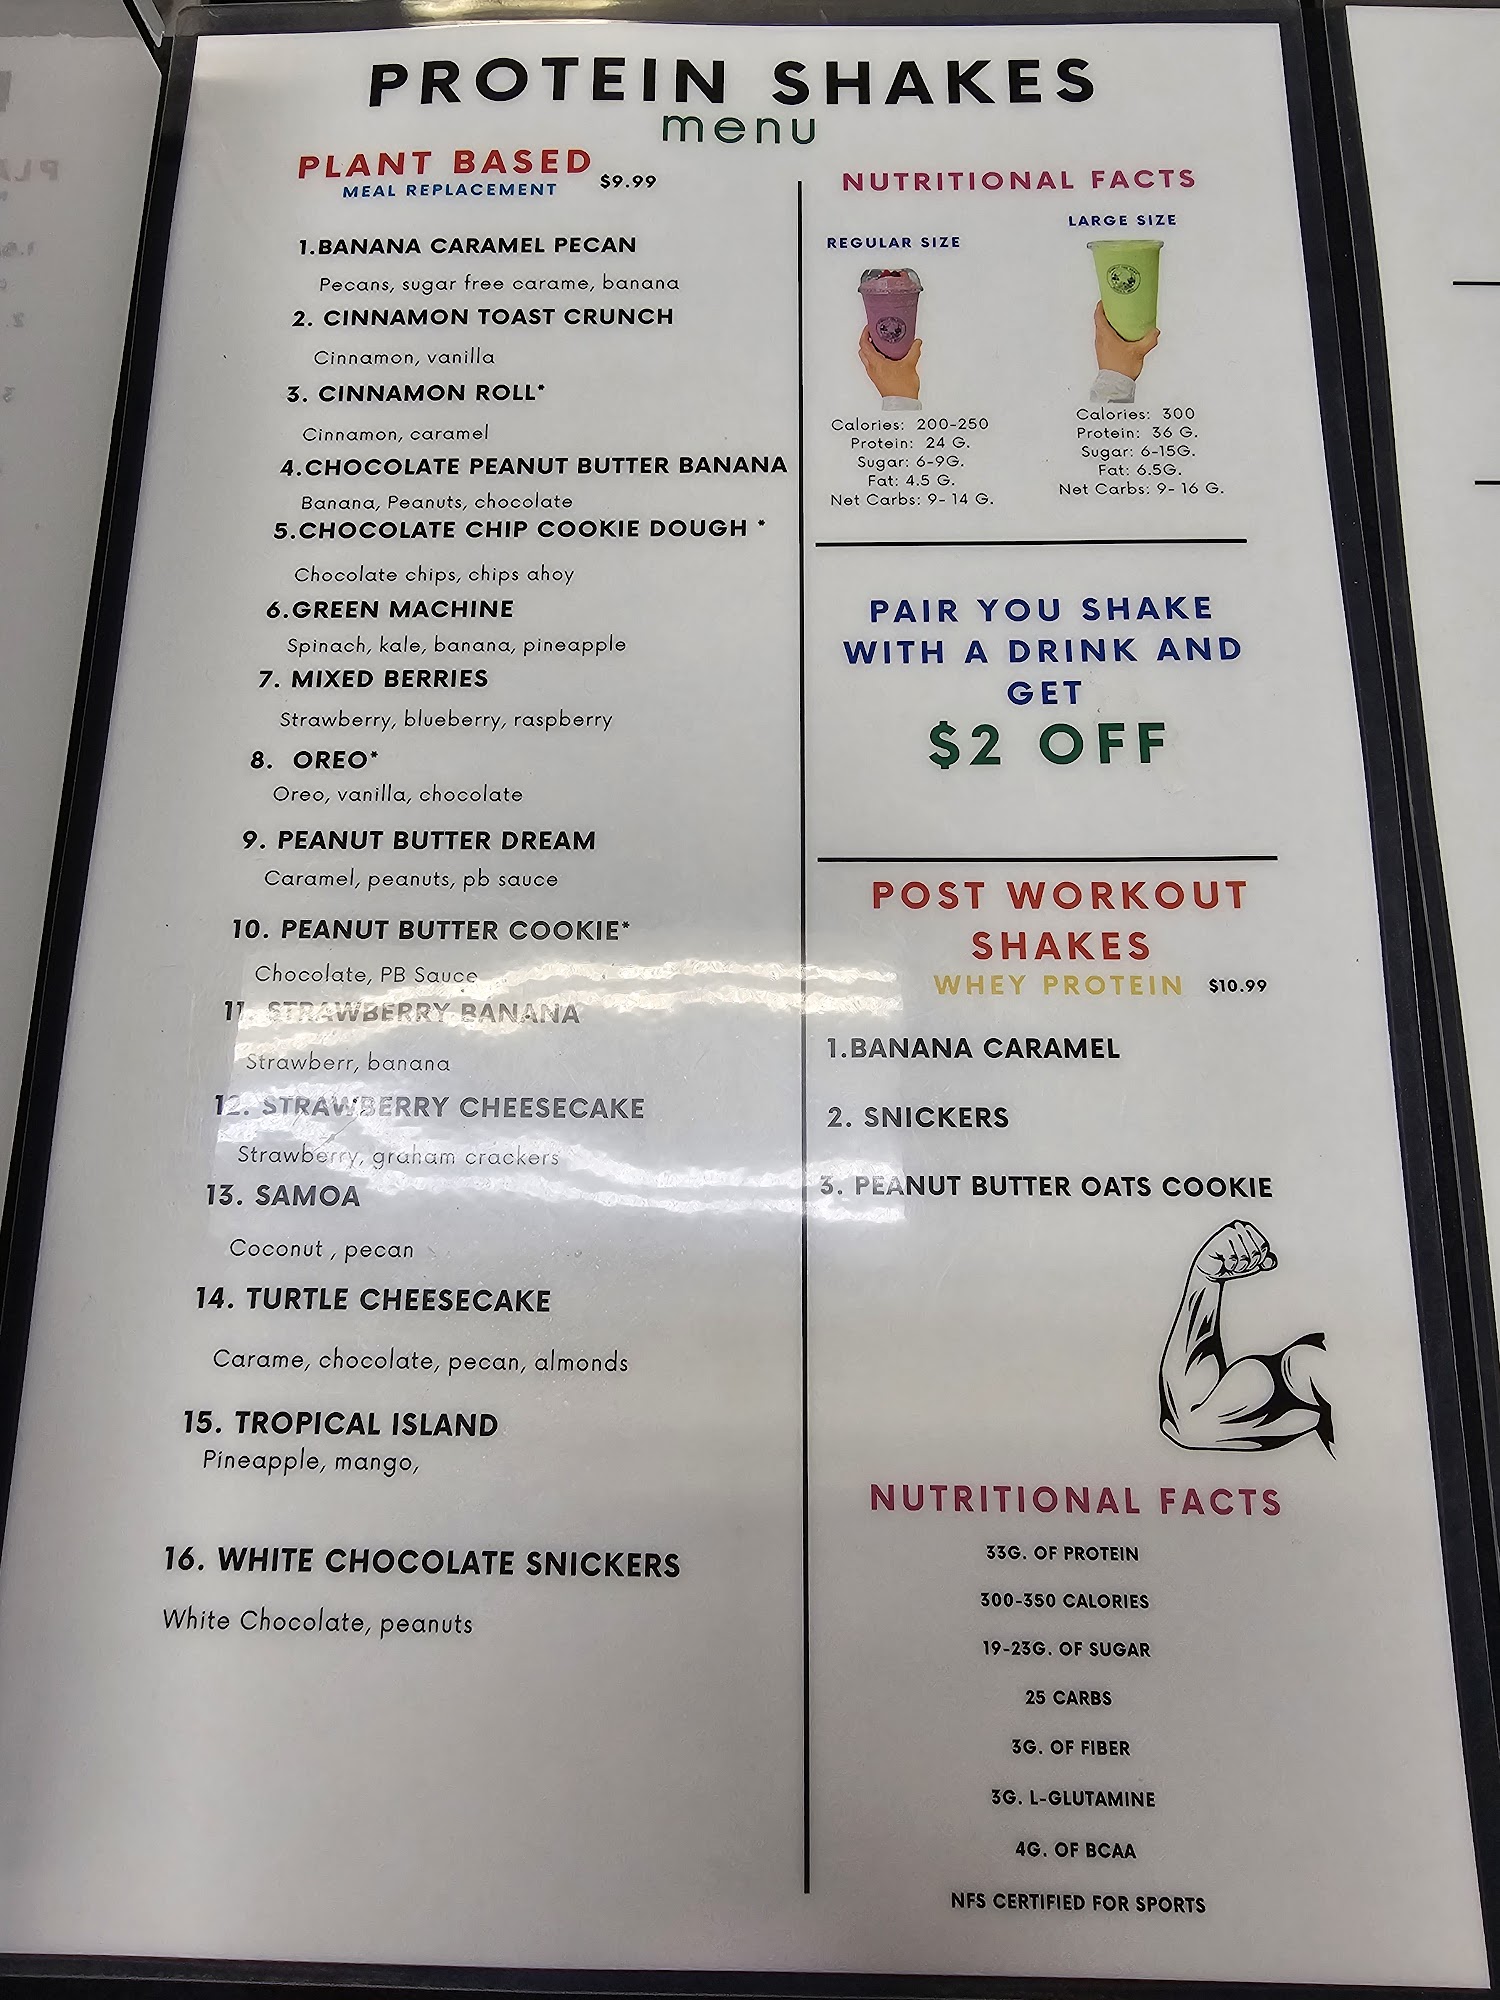 PROTEIN SHAKES
menu
PLANT BASED
MEAL REPLACEMENT
$9.99
1.BANANA CARAMEL PECAN
Pecans, sugar free carame, banana
2. CINNAMON TOAST CRUNCH
Cinnamon, vanilla
3. CINNAMON ROLL*
Cinnamon, caramel
4.CHOCOLATE PEANUT BUTTER BANANA
Banana, Peanuts, chocolate
5.CHOCOLATE CHIP COOKIE DOUGH *
Chocolate chips, chips ahoy
6.GREEN MACHINE
Spinach, kale, banana, pineapple
7. MIXED BERRIES
Strawberry, blueberry, raspberry
8. OREO*
Oreo, vanilla, chocolate
9. PEANUT BUTTER DREAM
Caramel, peanuts, pb sauce
10. PEANUT BUTTER COOKIE*
Chocolate, PB Sauce
11. STRAWBERRY BANANA
Strawberr, banana
12. STRAWBERRY CHEESECAKE
Strawberry, graham crackers
13. SAMOA
Coconut , pecan
14. TURTLE CHEESECAKE
Carame, chocolate, pecan, almonds
15. TROPICAL ISLAND
Pineapple, mango,
16. WHITE CHOCOLATE SNICKERS
White Chocolate, peanuts
NUTRITIONAL FACTS
REGULAR SIZE
Calories: 200-250
Protein: 24 G.
Sugar: 6-9G.
Fat: 4.5 G.
Net Carbs: 9- 14 G.
LARGE SIZE
Calories: 300
Protein: 36 G.
Sugar: 6-15G.
Fat: 6.5G.
Net Carbs: 9- 16 G.
PAIR YOU SHAKE
WITH A DRINK AND
GET
$2 OFF
POST WORKOUT
SHAKES
WHEY PROTEIN $10.99
1.BANANA CARAMEL
2. SNICKERS
3. PEANUT BUTTER OATS COOKIE
NUTRITIONAL FACTS
33G. OF PROTEIN
300-350 CALORIES
19-23G. OF SUGAR
25 CARBS
3G. OF FIBER
3G. L-GLUTAMINE
4G. OF BCAA
NFS CERTIFIED FOR SPORTS